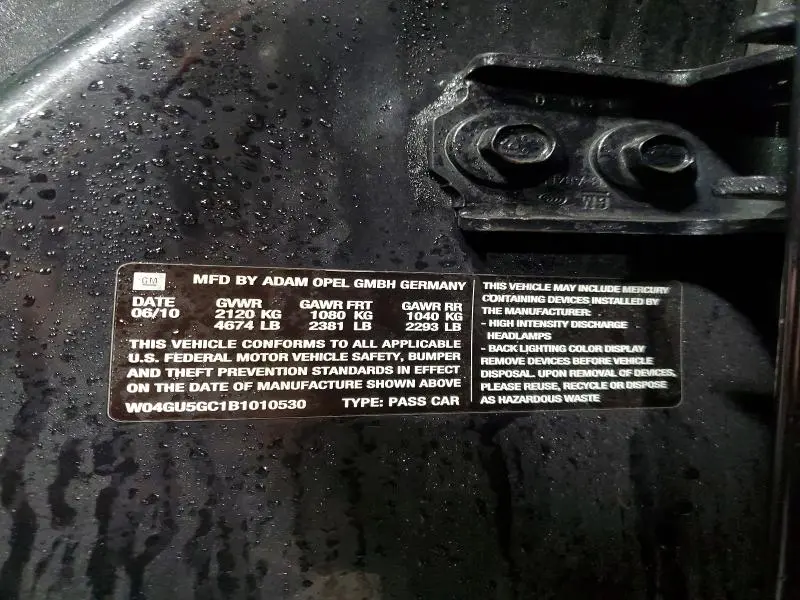 GM
MFD BY ADAM OPEL GMBH GERMANY
DATE GVWR GAWR FRT GAWR RR
06/10 2120 KG 1080 KG 1040 KG
4674 LB 2381 LB 2293 LB
THIS VEHICLE CONFORMS TO ALL APPLICABLE
U.S. FEDERAL MOTOR VEHICLE SAFETY, BUMPER
AND THEFT PREVENTION STANDARDS IN EFFECT
ON THE DATE OF MANUFACTURE SHOWN ABOVE
W04GU5GC1B1010530 TYPE: PASS CAR
THIS VEHICLE MAY INCLUDE MERCURY
CONTAINING DEVICES INSTALLED BY
THE MANUFACTURER:
- HIGH INTENSITY DISCHARGE
HEADLAMPS
- BACK LIGHTING COLOR DISPLAY
REMOVE DEVICES BEFORE VEHICLE
DISPOSAL. UPON REMOVAL OF DEVICES,
PLEASE REUSE, RECYCLE OR DISPOSE
AS HAZARDOUS WASTE